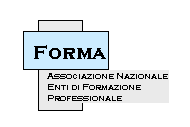 FORMA
ASSOCIAZIONE NAZIONALE
ENTI DI FORMAZIONE
PROFESSIONALE